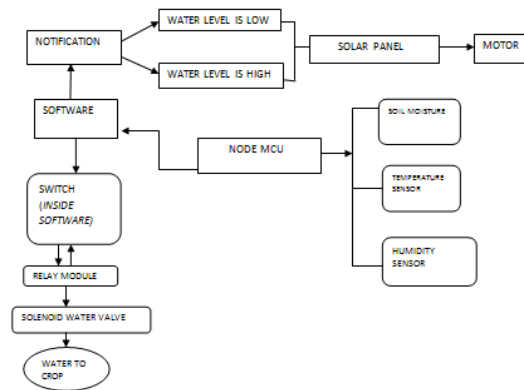 WATER LEVEL IS LOW
NOTIFICATION
SOLAR PANEL
MOTOR
WATER LEVEL IS HIGH
SOFTWARE
SOIL MOISTURE
NODE MCU
TEMPERATURE
SENSOR
SWITCH
(INSIDE
SOFTWARE)
HUMIDITY
SENSOR
RELAY MODULE
SOLENOID WATER VALVE
WATER TO
CROP